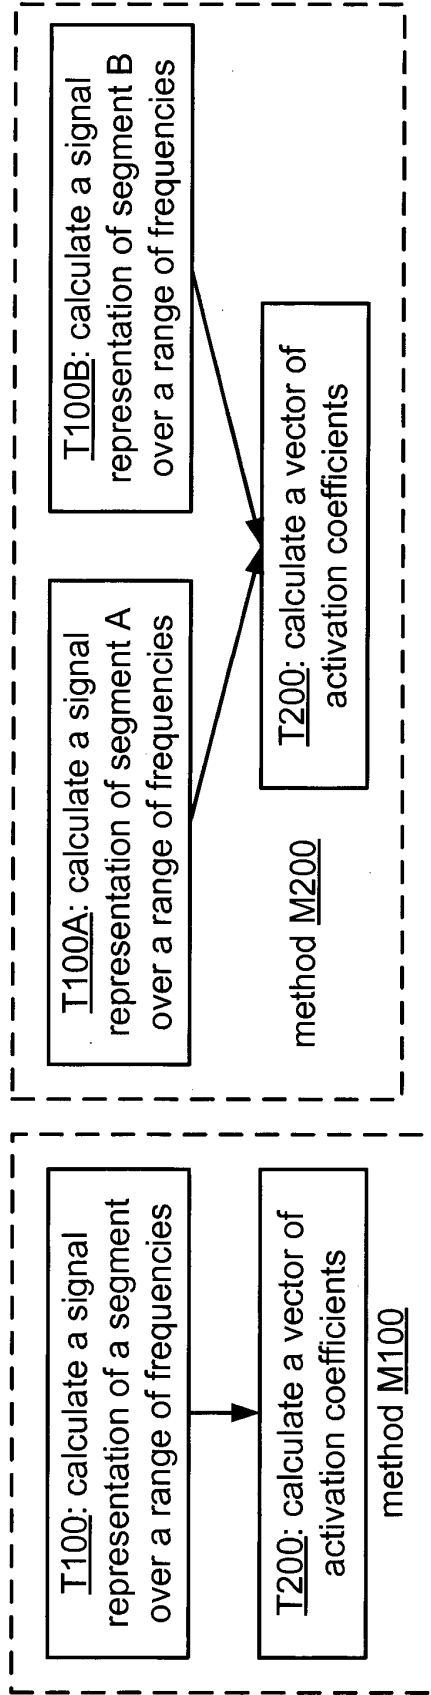 T100: calculate a signal
representation of a segment
over a range of frequencies
T200: calculate a vector of
activation coefficients
method M100
T100A: calculate a signal
representation of segment A
over a range of frequencies
T100B: calculate a signal
representation of segment B
over a range of frequencies
T200: calculate a vector of
activation coefficients
method M200